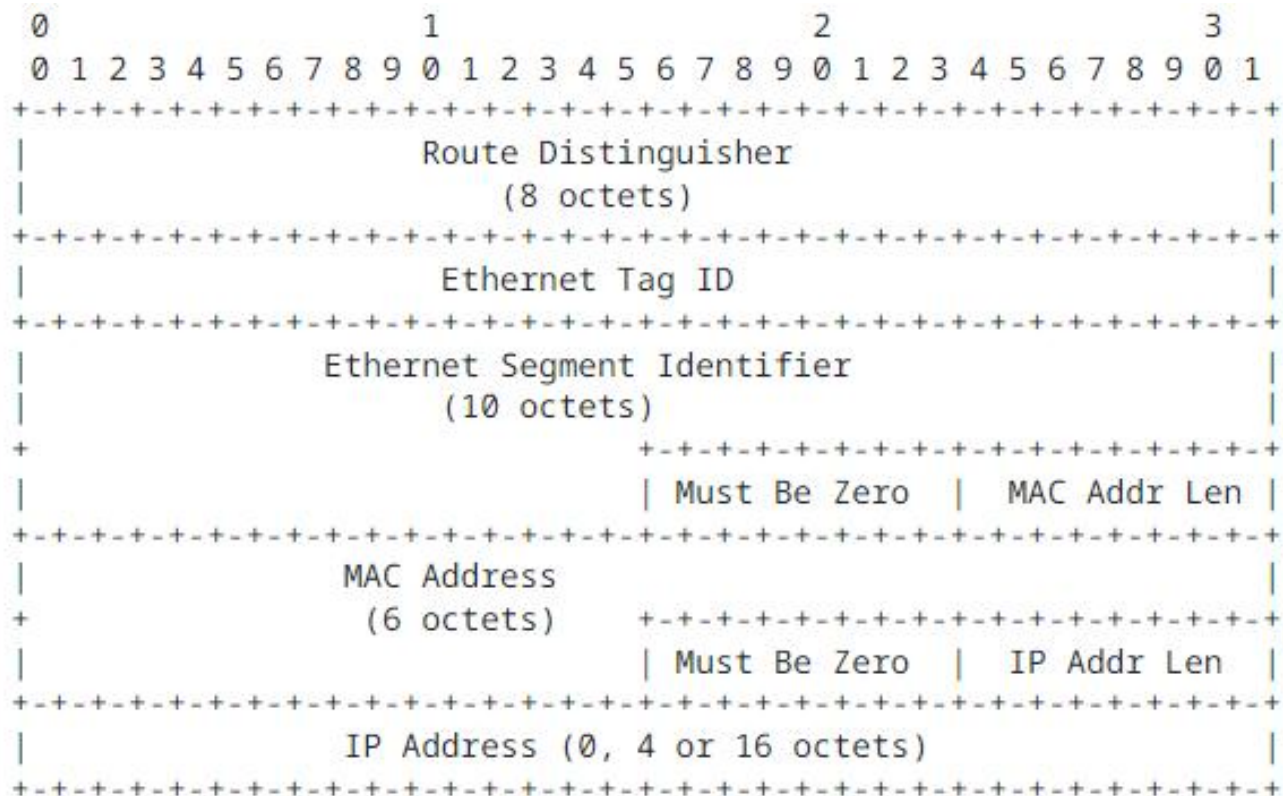 0                   1                   2                   3
0 1 2 3 4 5 6 7 8 9 0 1 2 3 4 5 6 7 8 9 0 1 2 3 4 5 6 7 8 9 0 1
+-+-+-+-+-+-+-+-+-+-+-+-+-+-+-+-+-+-+-+-+-+-+-+-+-+-+-+-+-+-+-+-+
|                    Route Distinguisher                        |
|                        (8 octets)                             |
+-+-+-+-+-+-+-+-+-+-+-+-+-+-+-+-+-+-+-+-+-+-+-+-+-+-+-+-+-+-+-+-+
|                     Ethernet Tag ID                           |
+-+-+-+-+-+-+-+-+-+-+-+-+-+-+-+-+-+-+-+-+-+-+-+-+-+-+-+-+-+-+-+-+
|               Ethernet Segment Identifier                     |
|                     (10 octets)                               |
+                               +-+-+-+-+-+-+-+-+-+-+-+-+-+-+-+-+
|                               | Must Be Zero  |  MAC Addr Len |
+-+-+-+-+-+-+-+-+-+-+-+-+-+-+-+-+-+-+-+-+-+-+-+-+-+-+-+-+-+-+-+-+
|                MAC Address                                    |
+                 (6 octets)    +-+-+-+-+-+-+-+-+-+-+-+-+-+-+-+-+
|                               | Must Be Zero  |  IP Addr Len  |
+-+-+-+-+-+-+-+-+-+-+-+-+-+-+-+-+-+-+-+-+-+-+-+-+-+-+-+-+-+-+-+-+
|                IP Address (0, 4 or 16 octets)                 |
+-+-+-+-+-+-+-+-+-+-+-+-+-+-+-+-+-+-+-+-+-+-+-+-+-+-+-+-+-+-+-+-+